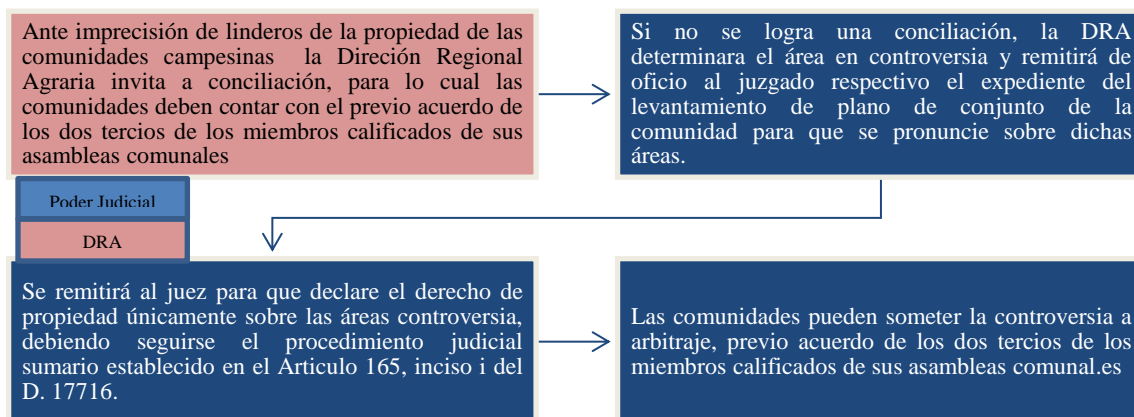 Ante imprecisión de linderos de la propiedad de las
comunidades campesinas la Direción Regional
Agraria invita a conciliación, para lo cual las
comunidades deben contar con el previo acuerdo de
los dos tercios de los miembros calificados de sus
asambleas comunales
Si no se logra una conciliación, la DRA
determinara el área en controversia y remitirá de
oficio al juzgado respectivo el expediente del
levantamiento de plano de conjunto de la
comunidad para que se pronuncie sobre dichas
áreas.
Poder Judicial
DRA
Se remitirá al juez para que declare el derecho de
propiedad únicamente sobre las áreas controversia,
debiendo seguirse el procedimiento judicial
sumario establecido en el Articulo 165, inciso i del
D. 17716.
Las comunidades pueden someter la controversia a
arbitraje, previo acuerdo de los dos tercios de los
miembros calificados de sus asambleas comunal.es